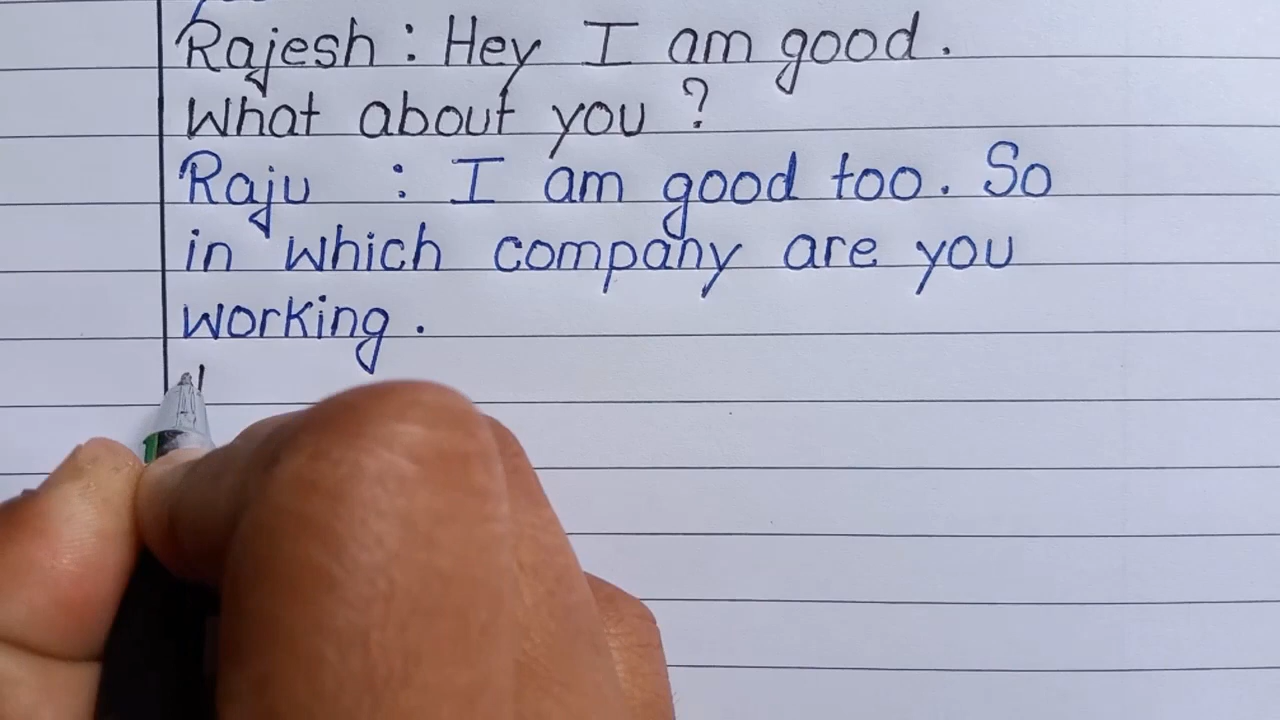 Rajesh : Hey I am good.
What about you ?
Raju : I am good too. So
in which company are you
working.